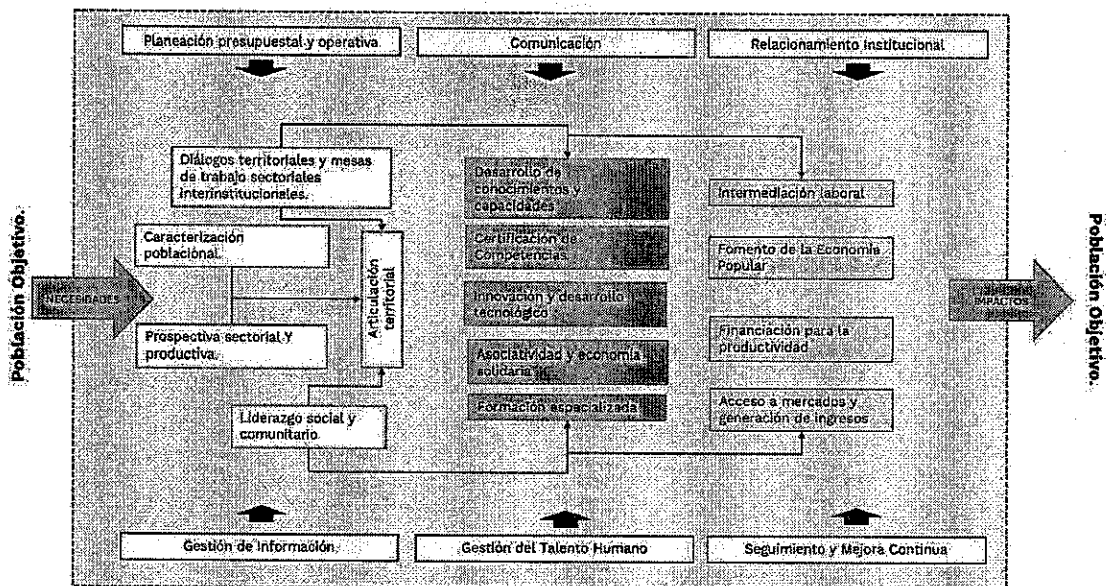 Planeación presupuestal y operativa
Comunicación
Relacionamiento Institucional
Diálogos territoriales y mesas
de trabajo sectoriales
interinstitucionales.
Caracterización
poblacional.
Prospectiva sectorial Y
productiva.
Liderazgo social y
comunitario
Articulación
territorial
Desarrollo de
conocimientos y
capacidades
Certificación de
Competencias.
Innovación y desarrollo
tecnológico
Asociatividad y economía
solidaria
Formación especializada
Intermediación laboral
Fomento de la Economía
Popular
Financiación para la
productividad
Acceso a mercados y
generación de ingresos
Población Objetivo.
NECESIDADES
IMPACTOS
Población Objetivo.
Gestión de Información.
Gestión del Talento Humano
Seguimiento y Mejora Continua